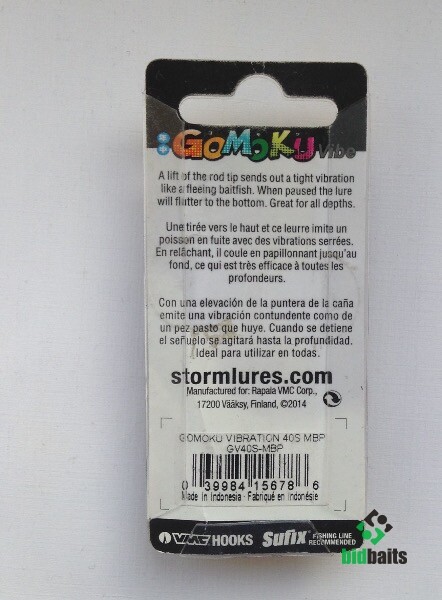 GOMOKU Vibe
A lift of the rod tip sends out a tight vibration
like a fleeing baitfish. When paused the lure
will flutter to the bottom. Great for all depths.
Une tirée vers le haut et ce leurre imite un
poisson en fuite avec des vibrations serrées.
En relâchant, il coule en papillonnant jusqu'au
fond, ce qui est très efficace à toutes les
profondeurs.
Con una elevación de la puntera de la caña
emite una vibración contundente como de
un pez pasto que huye. Cuando se detiene
el señuelo se agitará hasta la profundidad.
Ideal para utilizar en todas.
stormlures.com
Manufactured for: Rapala VMC Corp.,
17200 Vääksy, Finland, ©2014
GOMOKU VIBRATION 40S MBP
GV40S-MBP
0 39984 15678 6
Made In Indonesia - Fabriqué en Indonésie
VMC HOOKS Sufix FISHING LINE
RECOMMENDED
bidbaits